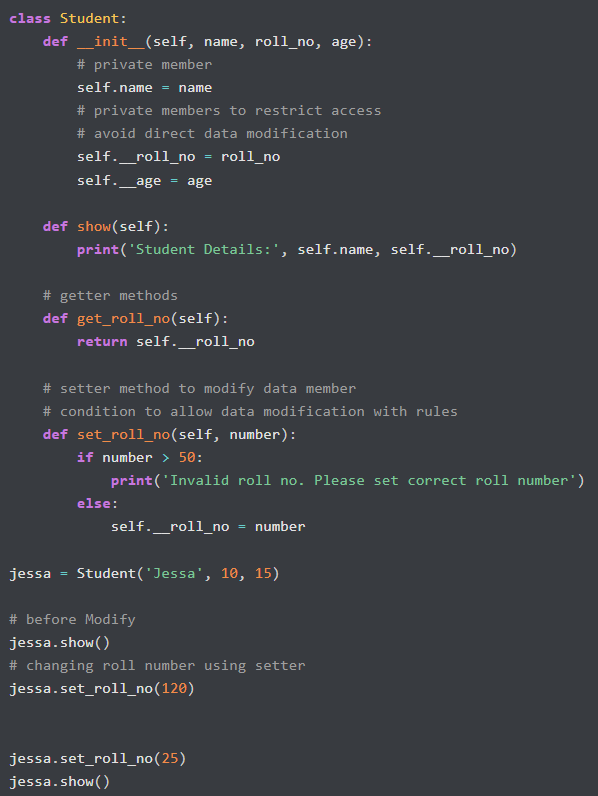 class Student:
    def __init__(self, name, roll_no, age):
        # private member
        self.name = name
        # private members to restrict access
        # avoid direct data modification
        self.__roll_no = roll_no
        self.__age = age

    def show(self):
        print('Student Details:', self.name, self.__roll_no)

    # getter methods
    def get_roll_no(self):
        return self.__roll_no

    # setter method to modify data member
    # condition to allow data modification with rules
    def set_roll_no(self, number):
        if number > 50:
            print('Invalid roll no. Please set correct roll number')
        else:
            self.__roll_no = number

jessa = Student('Jessa', 10, 15)

# before Modify
jessa.show()
# changing roll number using setter
jessa.set_roll_no(120)


jessa.set_roll_no(25)
jessa.show()